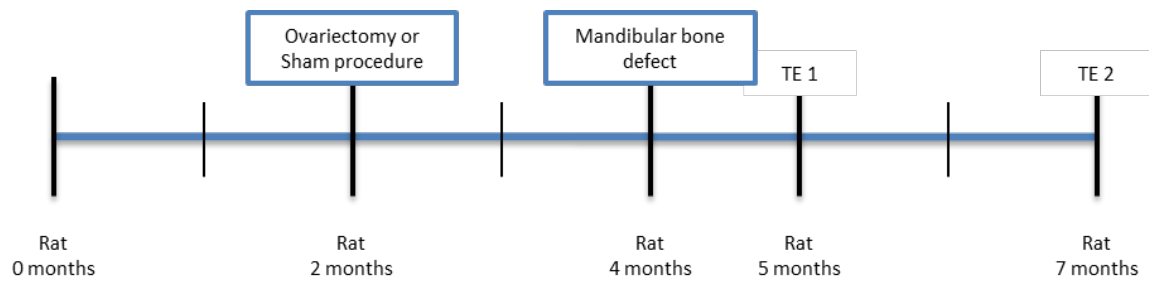 Ovariectomy or
Sham procedure
Mandibular bone
defect
TE 1
TE 2
Rat
0 months
Rat
2 months
Rat
4 months
Rat
5 months
Rat
7 months